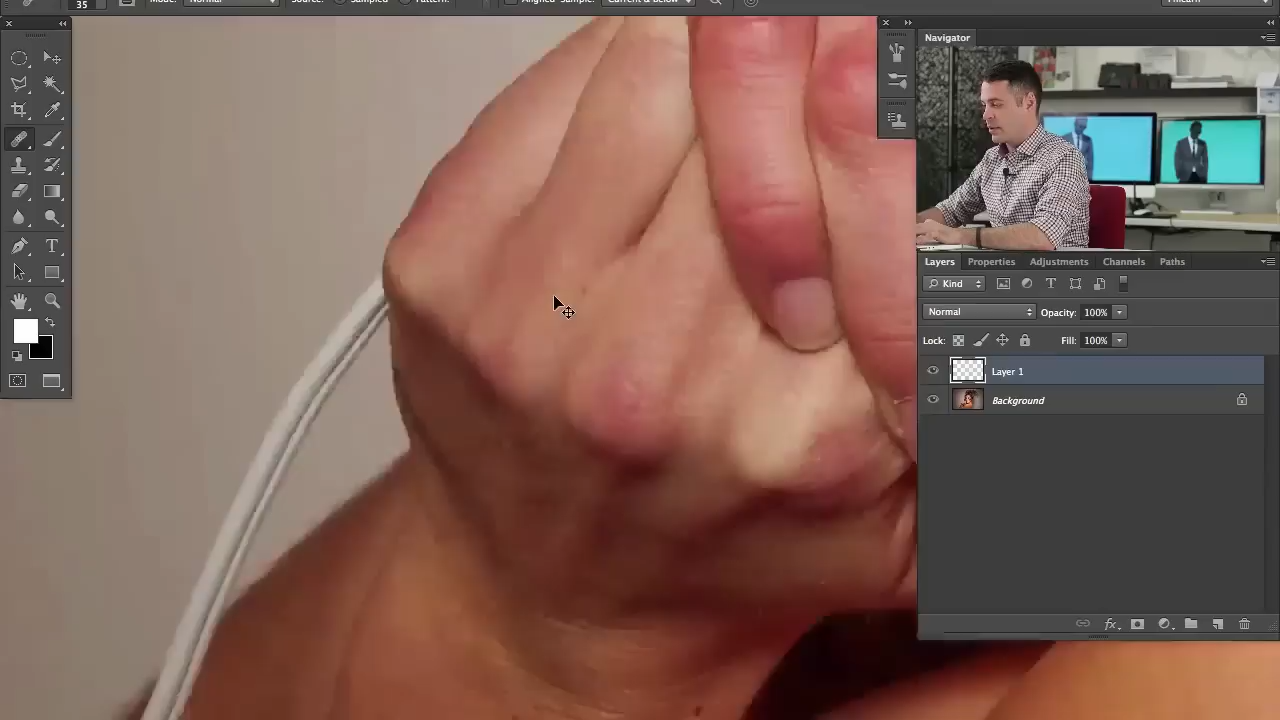 35 Mode: Normal Source: Sampled Pattern: Aligned Sample: Current & Below
Navigator
Layers Properties Adjustments Channels Paths
Kind
Normal Opacity: 100%
Lock: Fill: 100%
Layer 1
Background
T
fx